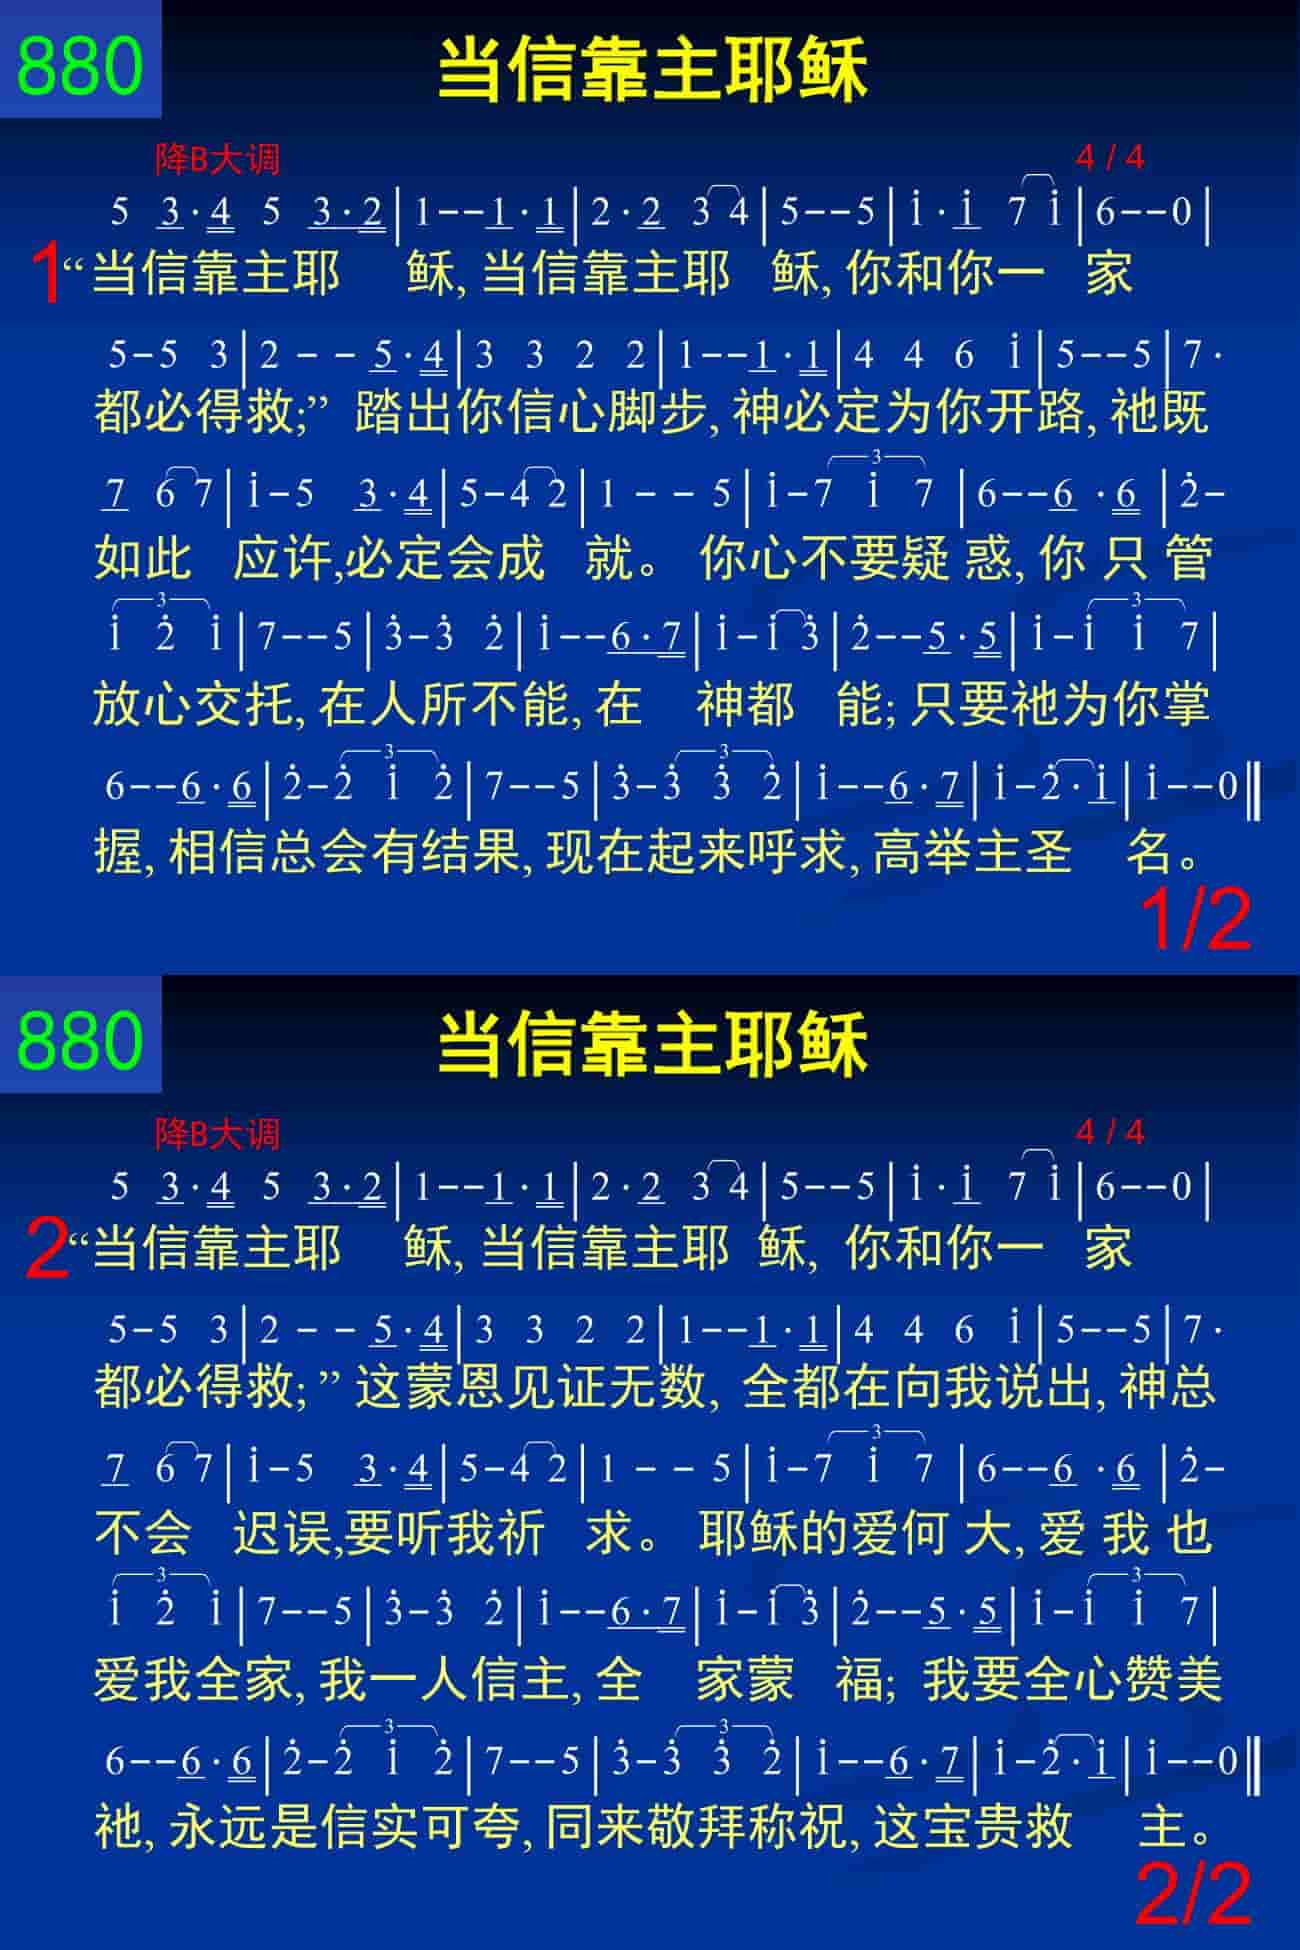 880
当信靠主耶稣
降B大调 4 / 4
5 3·4 5 3·2|1--1·1|2·2 3 4|5--5|i·i 7 i|6--0|
1“当信靠主耶 稣, 当信靠主耶 稣, 你和你一 家
5-5 3|2 - - 5·4|3 3 2 2|1--1·1|4 4 6 i|5--5|7·
都必得救;” 踏出你信心脚步, 神必定为你开路, 祂既
3
7 6 7|i-5 3·4|5-4 2|1 - - 5|i-7 i 7|6--6 ·6|2̇-
如此 应许,必定会成 就。 你心不要疑 惑, 你 只 管
3 3
i 2̇ i|7--5|3̇-3̇ 2̇|i--6·7|i-i 3̇|2̇--5·5|i-i i 7|
放心交托, 在人所不能, 在 神都 能; 只要祂为你掌
3 3
6--6·6|2̇-2̇ i 2̇|7--5|3̇-3̇ 3̇ 2̇|i--6·7|i-2̇·i|i--0‖
握, 相信总会有结果, 现在起来呼求, 高举主圣 名。
1/2
880
当信靠主耶稣
降B大调 4 / 4
5 3·4 5 3·2|1--1·1|2·2 3 4|5--5|i·i 7 i|6--0|
2“当信靠主耶 稣, 当信靠主耶 稣, 你和你一 家
5-5 3|2 - - 5·4|3 3 2 2|1--1·1|4 4 6 i|5--5|7·
都必得救; ” 这蒙恩见证无数, 全都在向我说出, 神总
3
7 6 7|i-5 3·4|5-4 2|1 - - 5|i-7 i 7|6--6 ·6|2̇-
不会 迟误,要听我祈 求。 耶稣的爱何 大, 爱 我 也
3 3
i 2̇ i|7--5|3̇-3̇ 2̇|i--6·7|i-i 3̇|2̇--5·5|i-i i 7|
爱我全家, 我一人信主, 全 家蒙 福; 我要全心赞美
3 3
6--6·6|2̇-2̇ i 2̇|7--5|3̇-3̇ 3̇ 2̇|i--6·7|i-2̇·i|i--0‖
祂, 永远是信实可夸, 同来敬拜称祝, 这宝贵救 主。
2/2